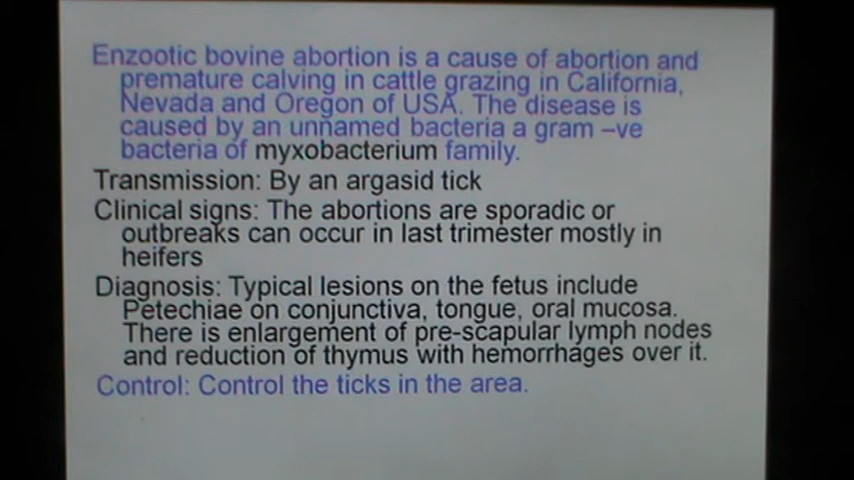 Enzootic bovine abortion is a cause of abortion and
premature calving in cattle grazing in California,
Nevada and Oregon of USA. The disease is
caused by an unnamed bacteria a gram –ve
bacteria of myxobacterium family.
Transmission: By an argasid tick
Clinical signs: The abortions are sporadic or
outbreaks can occur in last trimester mostly in
heifers
Diagnosis: Typical lesions on the fetus include
Petechiae on conjunctiva, tongue, oral mucosa.
There is enlargement of pre-scapular lymph nodes
and reduction of thymus with hemorrhages over it.
Control: Control the ticks in the area.